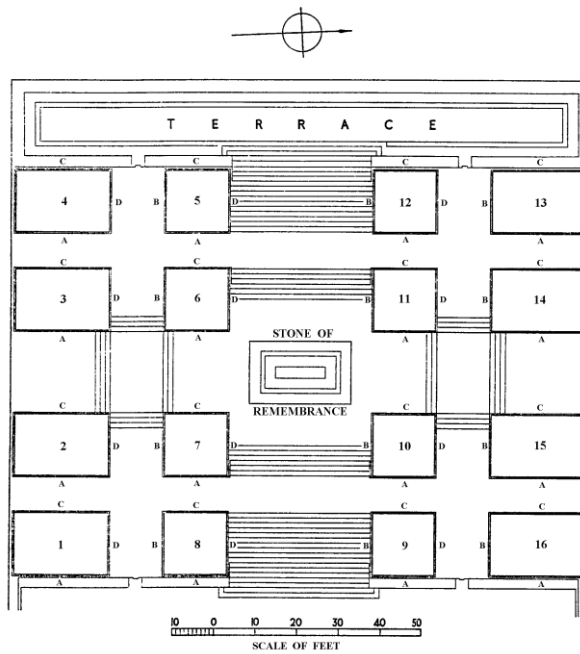 T E R R A C E
C C C C
4 D B 5 D B 12 D B 13
A A A A
C C C C
3 D B 6 D B 11 D B 14
A A A A
STONE OF
REMEMBRANCE
C C C C
2 D B 7 D B 10 D B 15
A A A A
C C C C
1 D B 8 D B 9 D B 16
A A A A
10 0 10 20 30 40 50
SCALE OF FEET